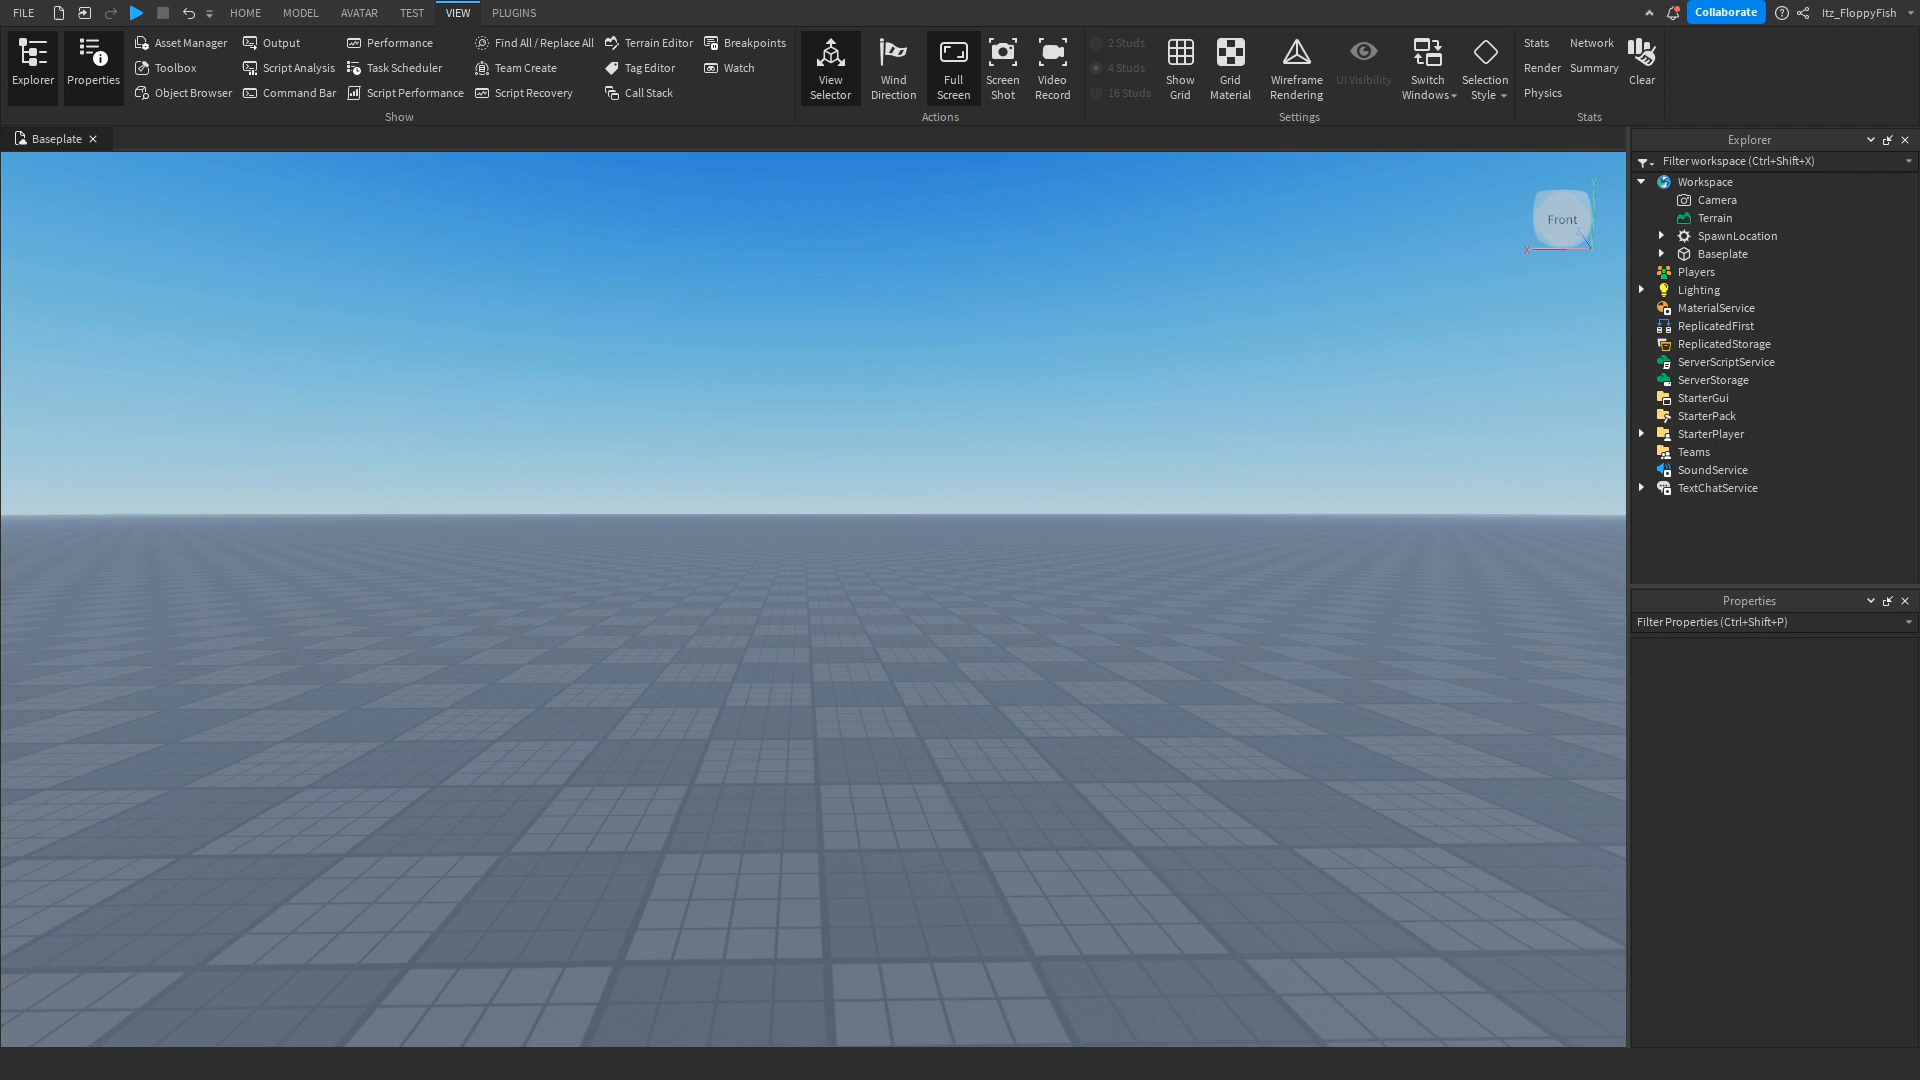 FILE HOME MODEL AVATAR TEST VIEW PLUGINS Collaborate Itz_FloppyFish
Explorer
Properties
Asset Manager
Toolbox
Object Browser
Output
Script Analysis
Command Bar
Performance
Task Scheduler
Script Performance
Find All / Replace All
Team Create
Script Recovery
Terrain Editor
Tag Editor
Call Stack
Breakpoints
Watch
Show
View
Selector
Wind
Direction
Full
Screen
Screen
Shot
Video
Record
Actions
2 Studs
4 Studs
16 Studs
Show
Grid
Grid
Material
Wireframe
Rendering
UI Visibility
Switch
Windows
Selection
Style
Settings
Stats
Render
Physics
Network
Summary
Clear
Stats
Baseplate
Front
Y
X
Z
Explorer
Filter workspace (Ctrl+Shift+X)
Workspace
Camera
Terrain
SpawnLocation
Baseplate
Players
Lighting
MaterialService
ReplicatedFirst
ReplicatedStorage
ServerScriptService
ServerStorage
StarterGui
StarterPack
StarterPlayer
Teams
SoundService
TextChatService
Properties
Filter Properties (Ctrl+Shift+P)